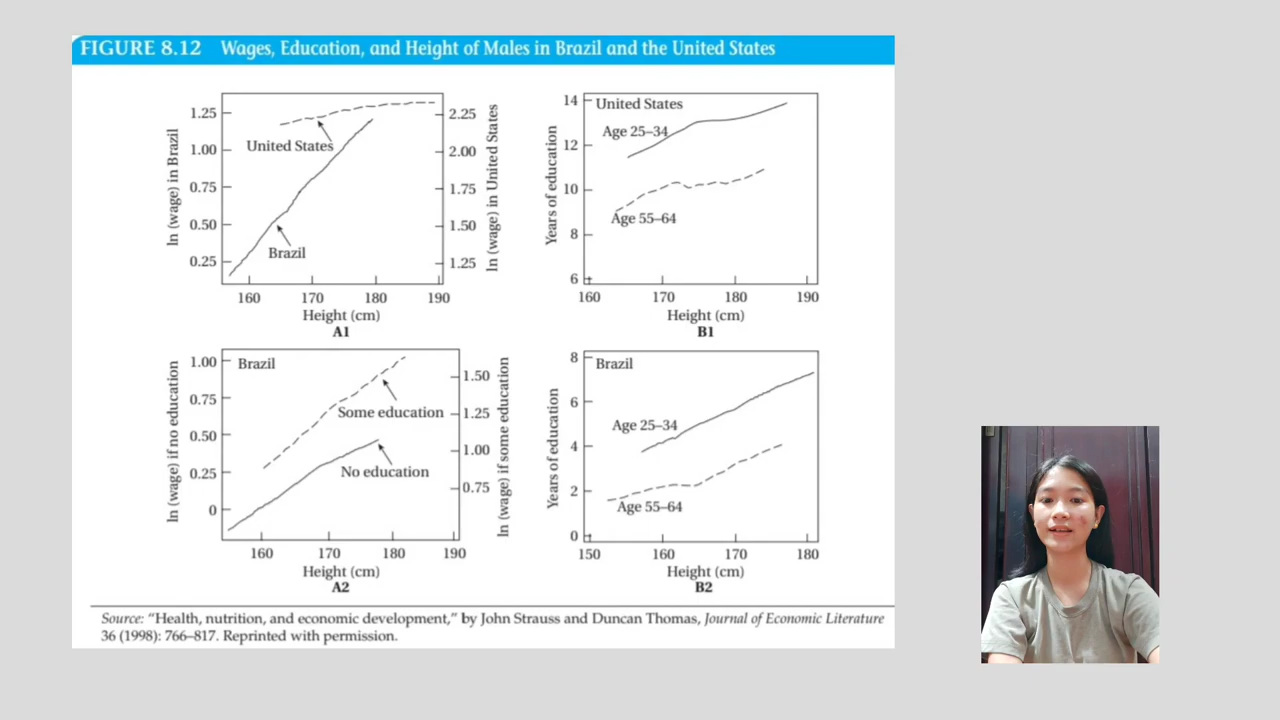 FIGURE 8.12 Wages, Education, and Height of Males in Brazil and the United States
ln (wage) in Brazil
1.25
1.00
0.75
0.50
0.25
United States
Brazil
2.25
2.00
1.75
1.50
1.25
ln (wage) in United States
160 170 180 190
Height (cm)
A1
Years of education
14
12
10
8
6
United States
Age 25–34
Age 55–64
160 170 180 190
Height (cm)
B1
ln (wage) if no education
1.00
0.75
0.50
0.25
0
Brazil
Some education
No education
1.50
1.25
1.00
0.75
ln (wage) if some education
160 170 180 190
Height (cm)
A2
Years of education
8
6
4
2
0
Brazil
Age 25–34
Age 55–64
150 160 170 180
Height (cm)
B2
Source: “Health, nutrition, and economic development,” by John Strauss and Duncan Thomas, Journal of Economic Literature
36 (1998): 766–817. Reprinted with permission.